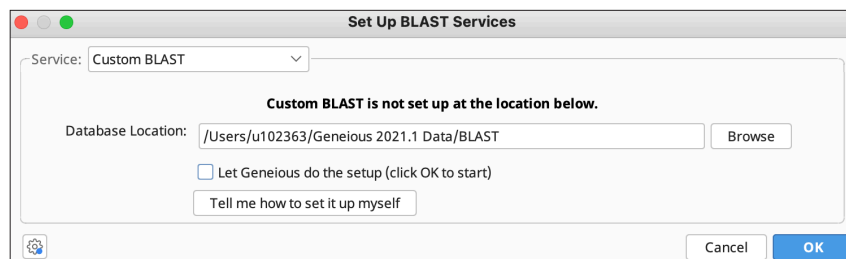 Set Up BLAST Services
Service: Custom BLAST
Custom BLAST is not set up at the location below.
Database Location: /Users/u102363/Geneious 2021.1 Data/BLAST Browse
Let Geneious do the setup (click OK to start)
Tell me how to set it up myself
Cancel OK